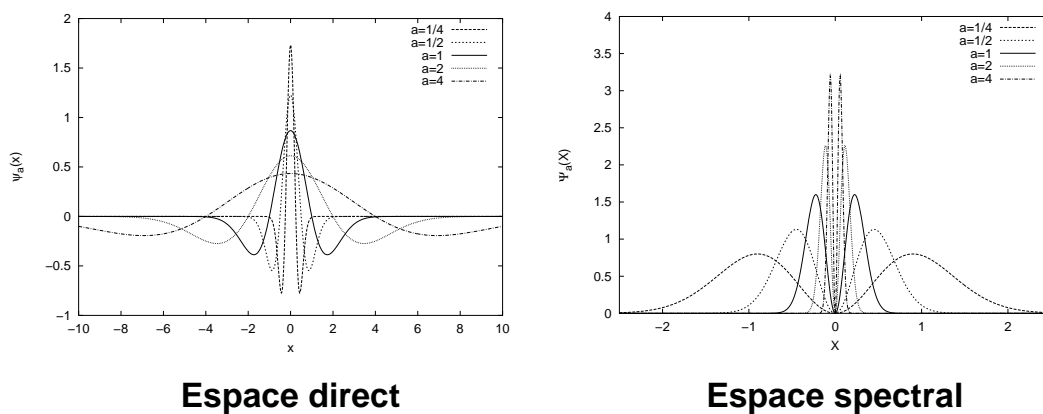 2
1.5
1
0.5
0
−0.5
−1
−10 −8 −6 −4 −2 0 2 4 6 8 10
ψa(x)
x
a=1/4
a=1/2
a=1
a=2
a=4
Espace direct
4
3.5
3
2.5
2
1.5
1
0.5
0
−2 −1 0 1 2
Ψa(X)
X
a=1/4
a=1/2
a=1
a=2
a=4
Espace spectral